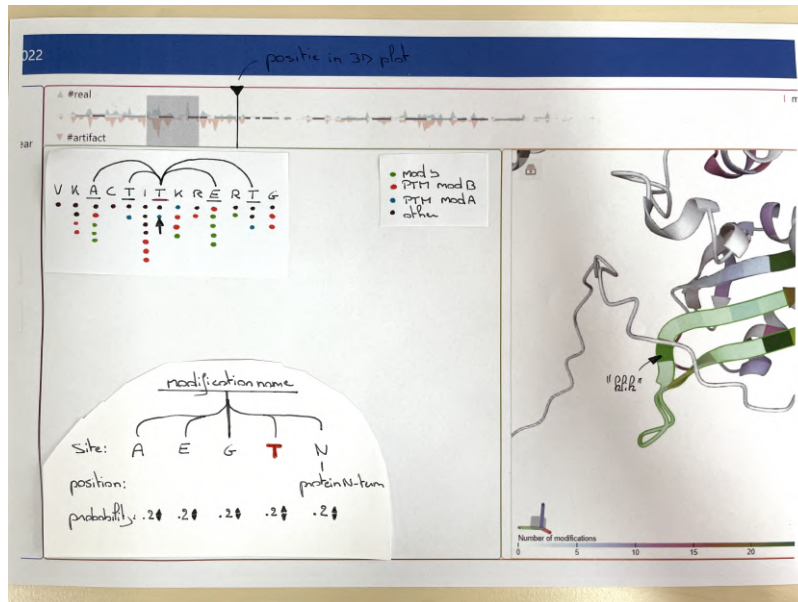 022
positie in 3D plot
#real
#artifact
ear
V K A C T I T K R E R T G
mod s
PTM mod B
PTM mod A
other
modification name
Site: A E G T N
position: protein N-term
probability: .2 .2 .2 .2 .2
"klik"
Number of modifications
0 5 10 15 20